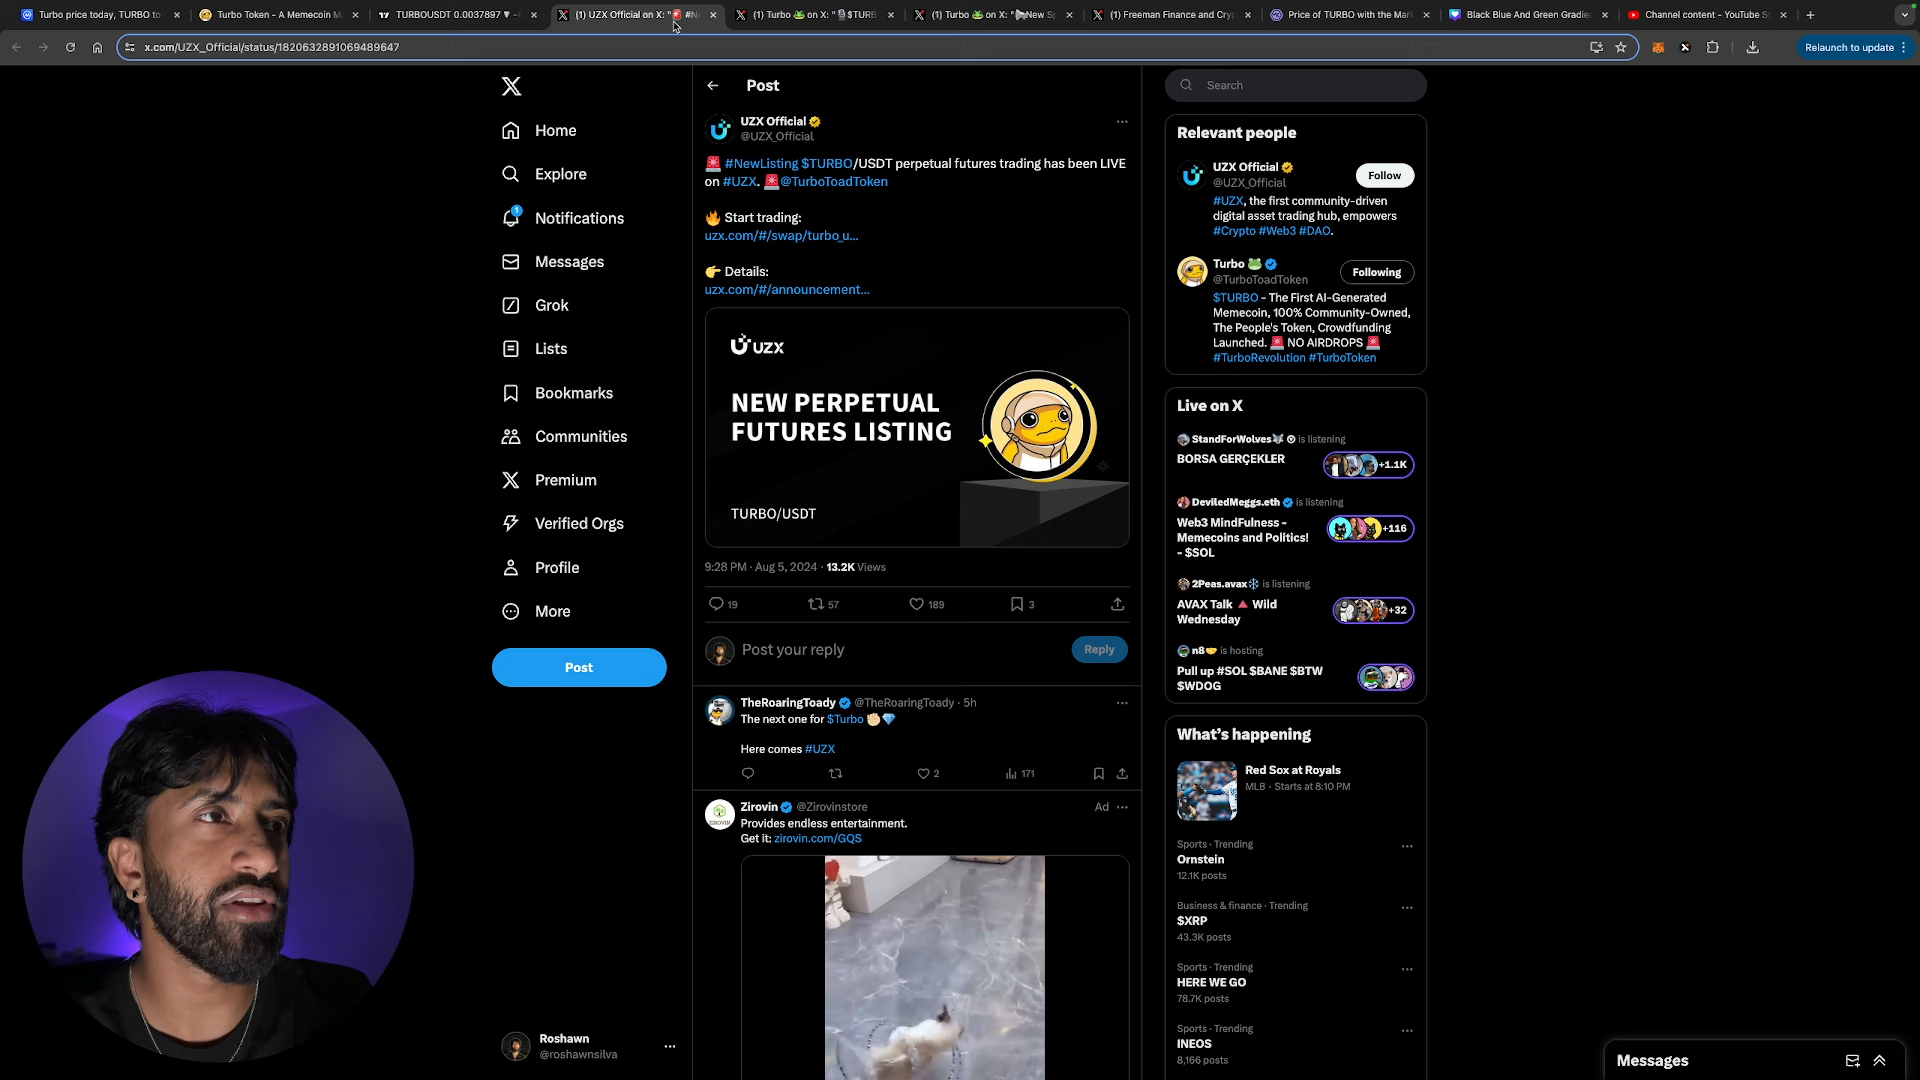 Turbo price today, TURBO to
Turbo Token - A Memecoin M
TURBOUSDT 0.0037897 ▼ −
(1) UZX Official on X: "🚨 #N
(1) Turbo 🐸 on X: "🎙️$TURB
(1) Turbo 🐸 on X: "New S
(1) Freeman Finance and Cry
Price of TURBO with the Mar
Black Blue And Green Gradie
Channel content - YouTube S
x.com/UZX_Official/status/1820632891069489647
Relaunch to update
Home
Explore
1
Notifications
Messages
Grok
Lists
Bookmarks
Communities
Premium
Verified Orgs
Profile
More
Post
Roshawn
@roshawnsilva
Post
UZX Official
@UZX_Official
🚨 #NewListing $TURBO/USDT perpetual futures trading has been LIVE
on #UZX. 🚨@TurboToadToken
🔥 Start trading:
uzx.com/#/swap/turbo_u...
👉 Details:
uzx.com/#/announcement...
UZX
NEW PERPETUAL
FUTURES LISTING
TURBO/USDT
9:28 PM · Aug 5, 2024 · 13.2K Views
19 57 189 3
Post your reply
Reply
TheRoaringToady @TheRoaringToady · 5h
The next one for $Turbo ✊🏻💎
Here comes #UZX
2 171
Zirovin @Zirovinstore
Ad
Provides endless entertainment.
Get it: zirovin.com/GQS
Search
Relevant people
UZX Official
@UZX_Official
Follow
#UZX, the first community-driven
digital asset trading hub, empowers
#Crypto #Web3 #DAO.
Turbo 🐸
@TurboToadToken
Following
$TURBO - The First AI-Generated
Memecoin, 100% Community-Owned,
The People's Token, Crowdfunding
Launched. 🚨 NO AIRDROPS 🚨
#TurboRevolution #TurboToken
Live on X
StandForWolves is listening
BORSA GERÇEKLER
+1.1K
DeviledMeggs.eth is listening
Web3 MindFulness -
Memecoins and Politics!
- $SOL
+116
2Peas.avax❄️ is listening
AVAX Talk 🔺 Wild
Wednesday
+32
n8 is hosting
Pull up #SOL $BANE $BTW
$WDOG
What's happening
Red Sox at Royals
MLB · Starts at 8:10 PM
Sports · Trending
Ornstein
12.1K posts
Business & finance · Trending
$XRP
43.3K posts
Sports · Trending
HERE WE GO
78.7K posts
Sports · Trending
INEOS
8,166 posts
Messages